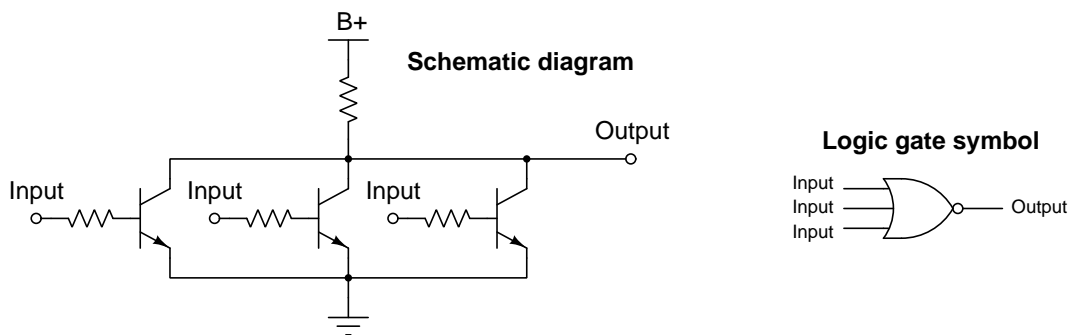 B+
Schematic diagram
Output
Input
Input
Input
Logic gate symbol
Input
Input
Input
Output